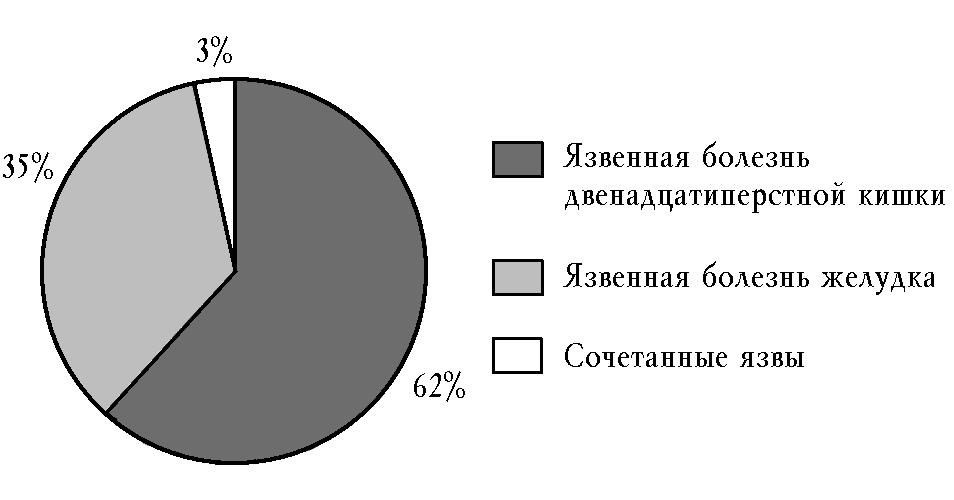 3%
35%
62%
Язвенная болезнь
двенадцатиперстной кишки
Язвенная болезнь желудка
Сочетанные язвы